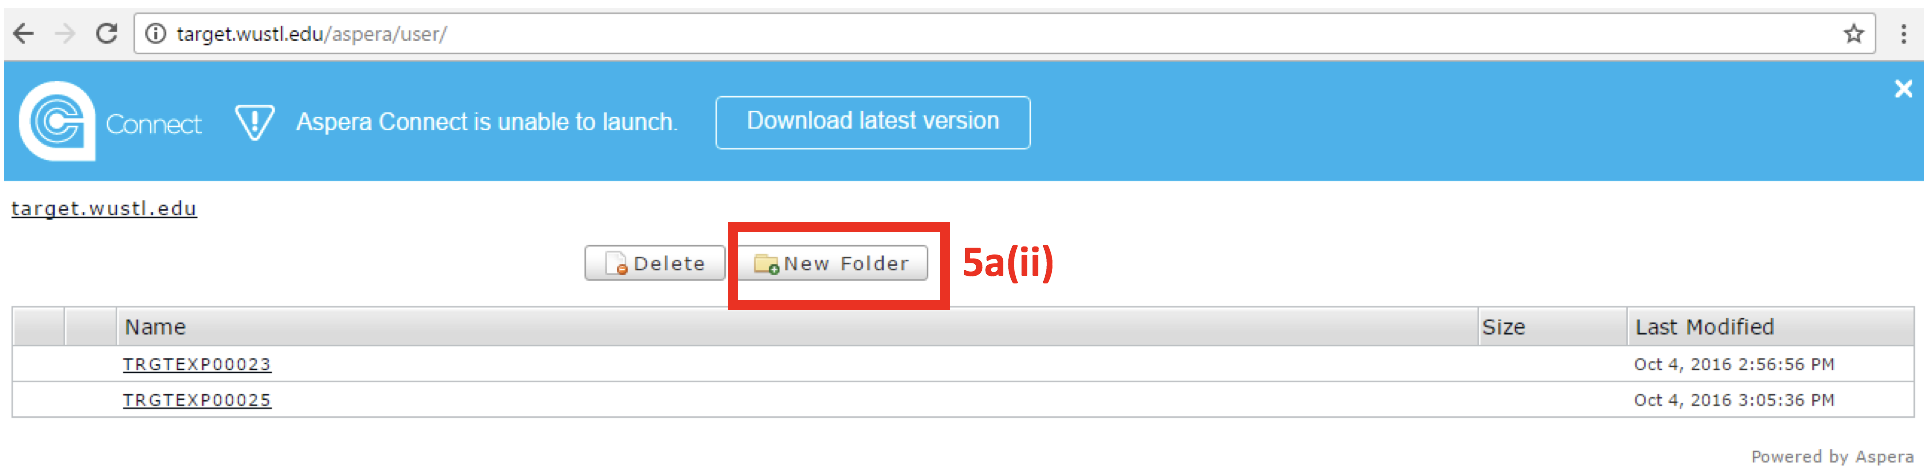 target.wustl.edu/aspera/user/
Connect Aspera Connect is unable to launch. Download latest version
target.wustl.edu
Delete New Folder 5a(ii)
Name Size Last Modified
TRGTEXP00023 Oct 4, 2016 2:56:56 PM
TRGTEXP00025 Oct 4, 2016 3:05:36 PM
Powered by Aspera